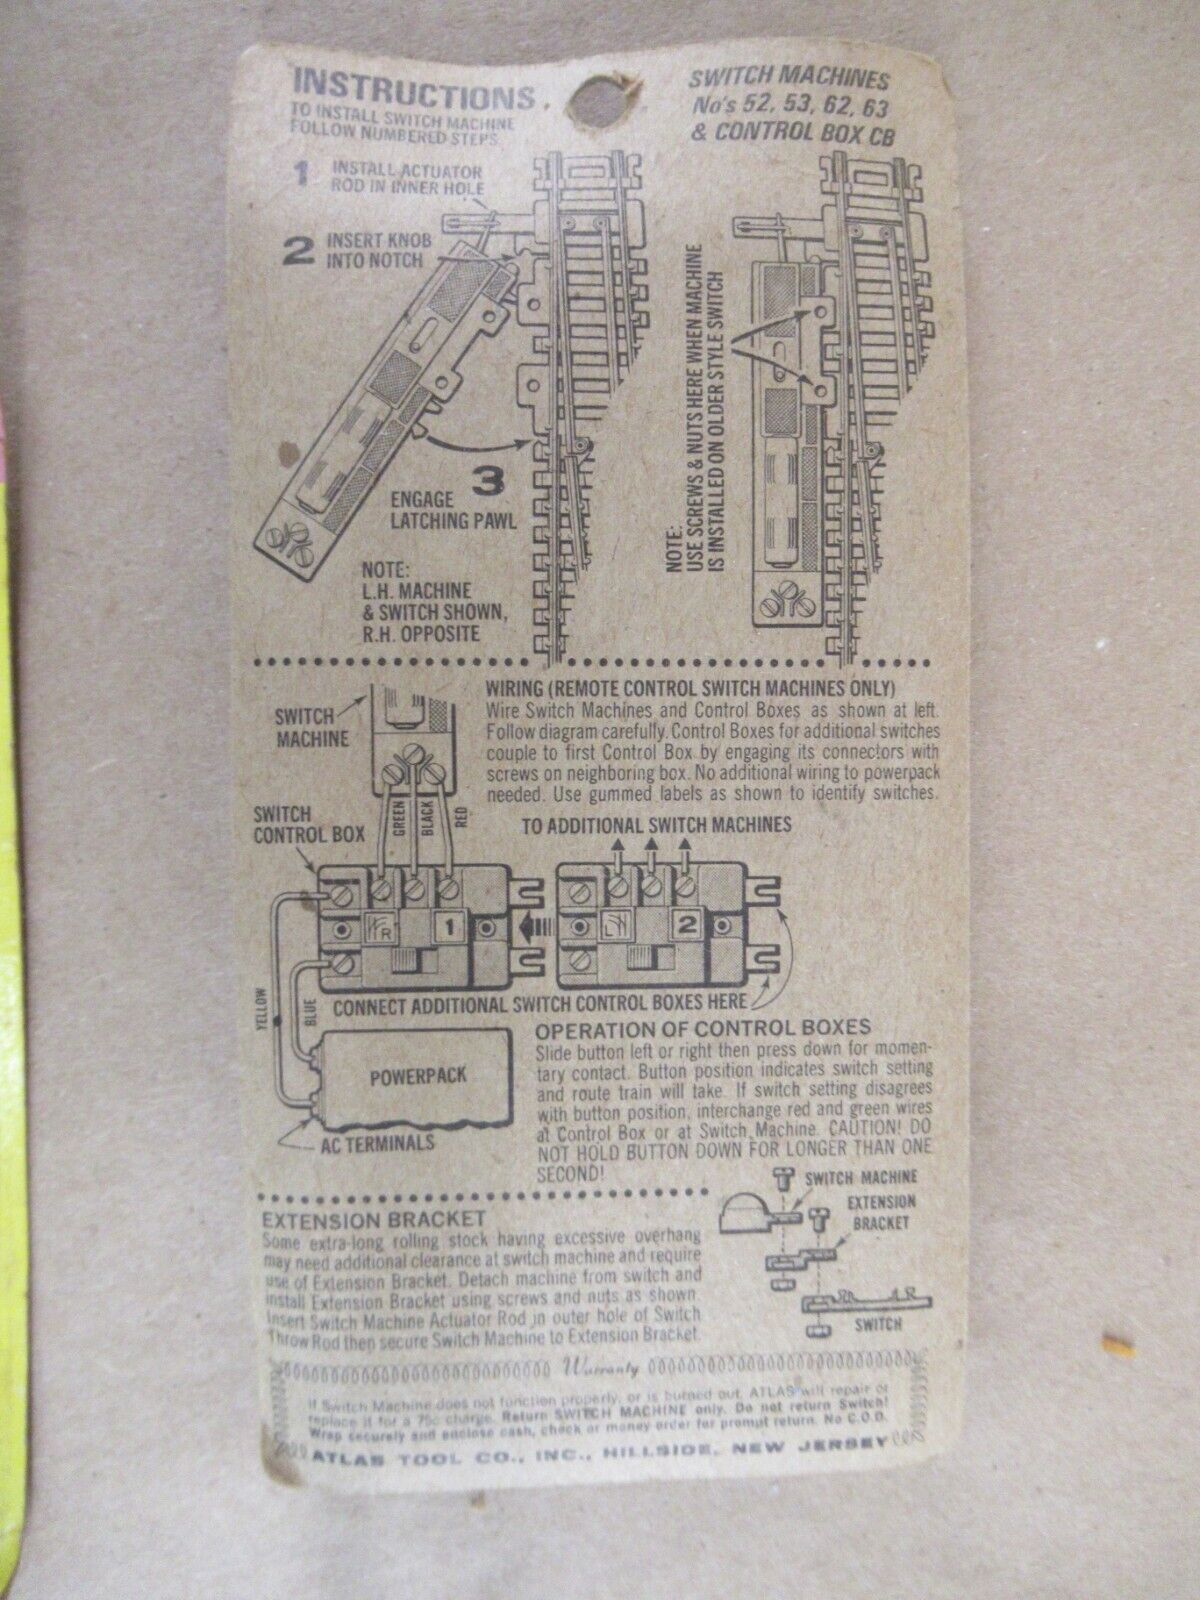 INSTRUCTIONS
TO INSTALL SWITCH MACHINE
FOLLOW NUMBERED STEPS
SWITCH MACHINES
No's 52, 53, 62, 63
& CONTROL BOX CB
1 INSTALL ACTUATOR
ROD IN INNER HOLE
2 INSERT KNOB
INTO NOTCH
3
ENGAGE
LATCHING PAWL
NOTE:
L.H. MACHINE
& SWITCH SHOWN,
R.H. OPPOSITE
NOTE:
USE SCREWS & NUTS HERE WHEN MACHINE
IS INSTALLED ON OLDER STYLE SWITCH
SWITCH
MACHINE
WIRING (REMOTE CONTROL SWITCH MACHINES ONLY)
Wire Switch Machines and Control Boxes as shown at left.
Follow diagram carefully. Control Boxes for additional switches
couple to first Control Box by engaging its connectors with
screws on neighboring box. No additional wiring to powerpack
needed. Use gummed labels as shown to identify switches.
GREEN
BLACK
RED
SWITCH
CONTROL BOX
TO ADDITIONAL SWITCH MACHINES
R
1
L
2
YELLOW
BLUE
CONNECT ADDITIONAL SWITCH CONTROL BOXES HERE
POWERPACK
AC TERMINALS
OPERATION OF CONTROL BOXES
Slide button left or right then press down for momen-
tary contact. Button position indicates switch setting
and route train will take. If switch setting disagrees
with button position, interchange red and green wires
at Control Box or at Switch Machine. CAUTION! DO
NOT HOLD BUTTON DOWN FOR LONGER THAN ONE
SECOND!
EXTENSION BRACKET
Some extra-long rolling stock having excessive overhang
may need additional clearance at switch machine and require
use of Extension Bracket. Detach machine from switch and
install Extension Bracket using screws and nuts as shown.
Insert Switch Machine Actuator Rod in outer hole of Switch
Throw Rod then secure Switch Machine to Extension Bracket.
SWITCH MACHINE
EXTENSION
BRACKET
SWITCH
Warranty
If Switch Machine does not function properly, or is burned out, ATLAS will repair or
replace it for a 75c charge. Return SWITCH MACHINE only. Do not return Switch!
Wrap securely and enclose cash, check or money order for prompt return. No C.O.D.
ATLAS TOOL CO., INC., HILLSIDE, NEW JERSEY